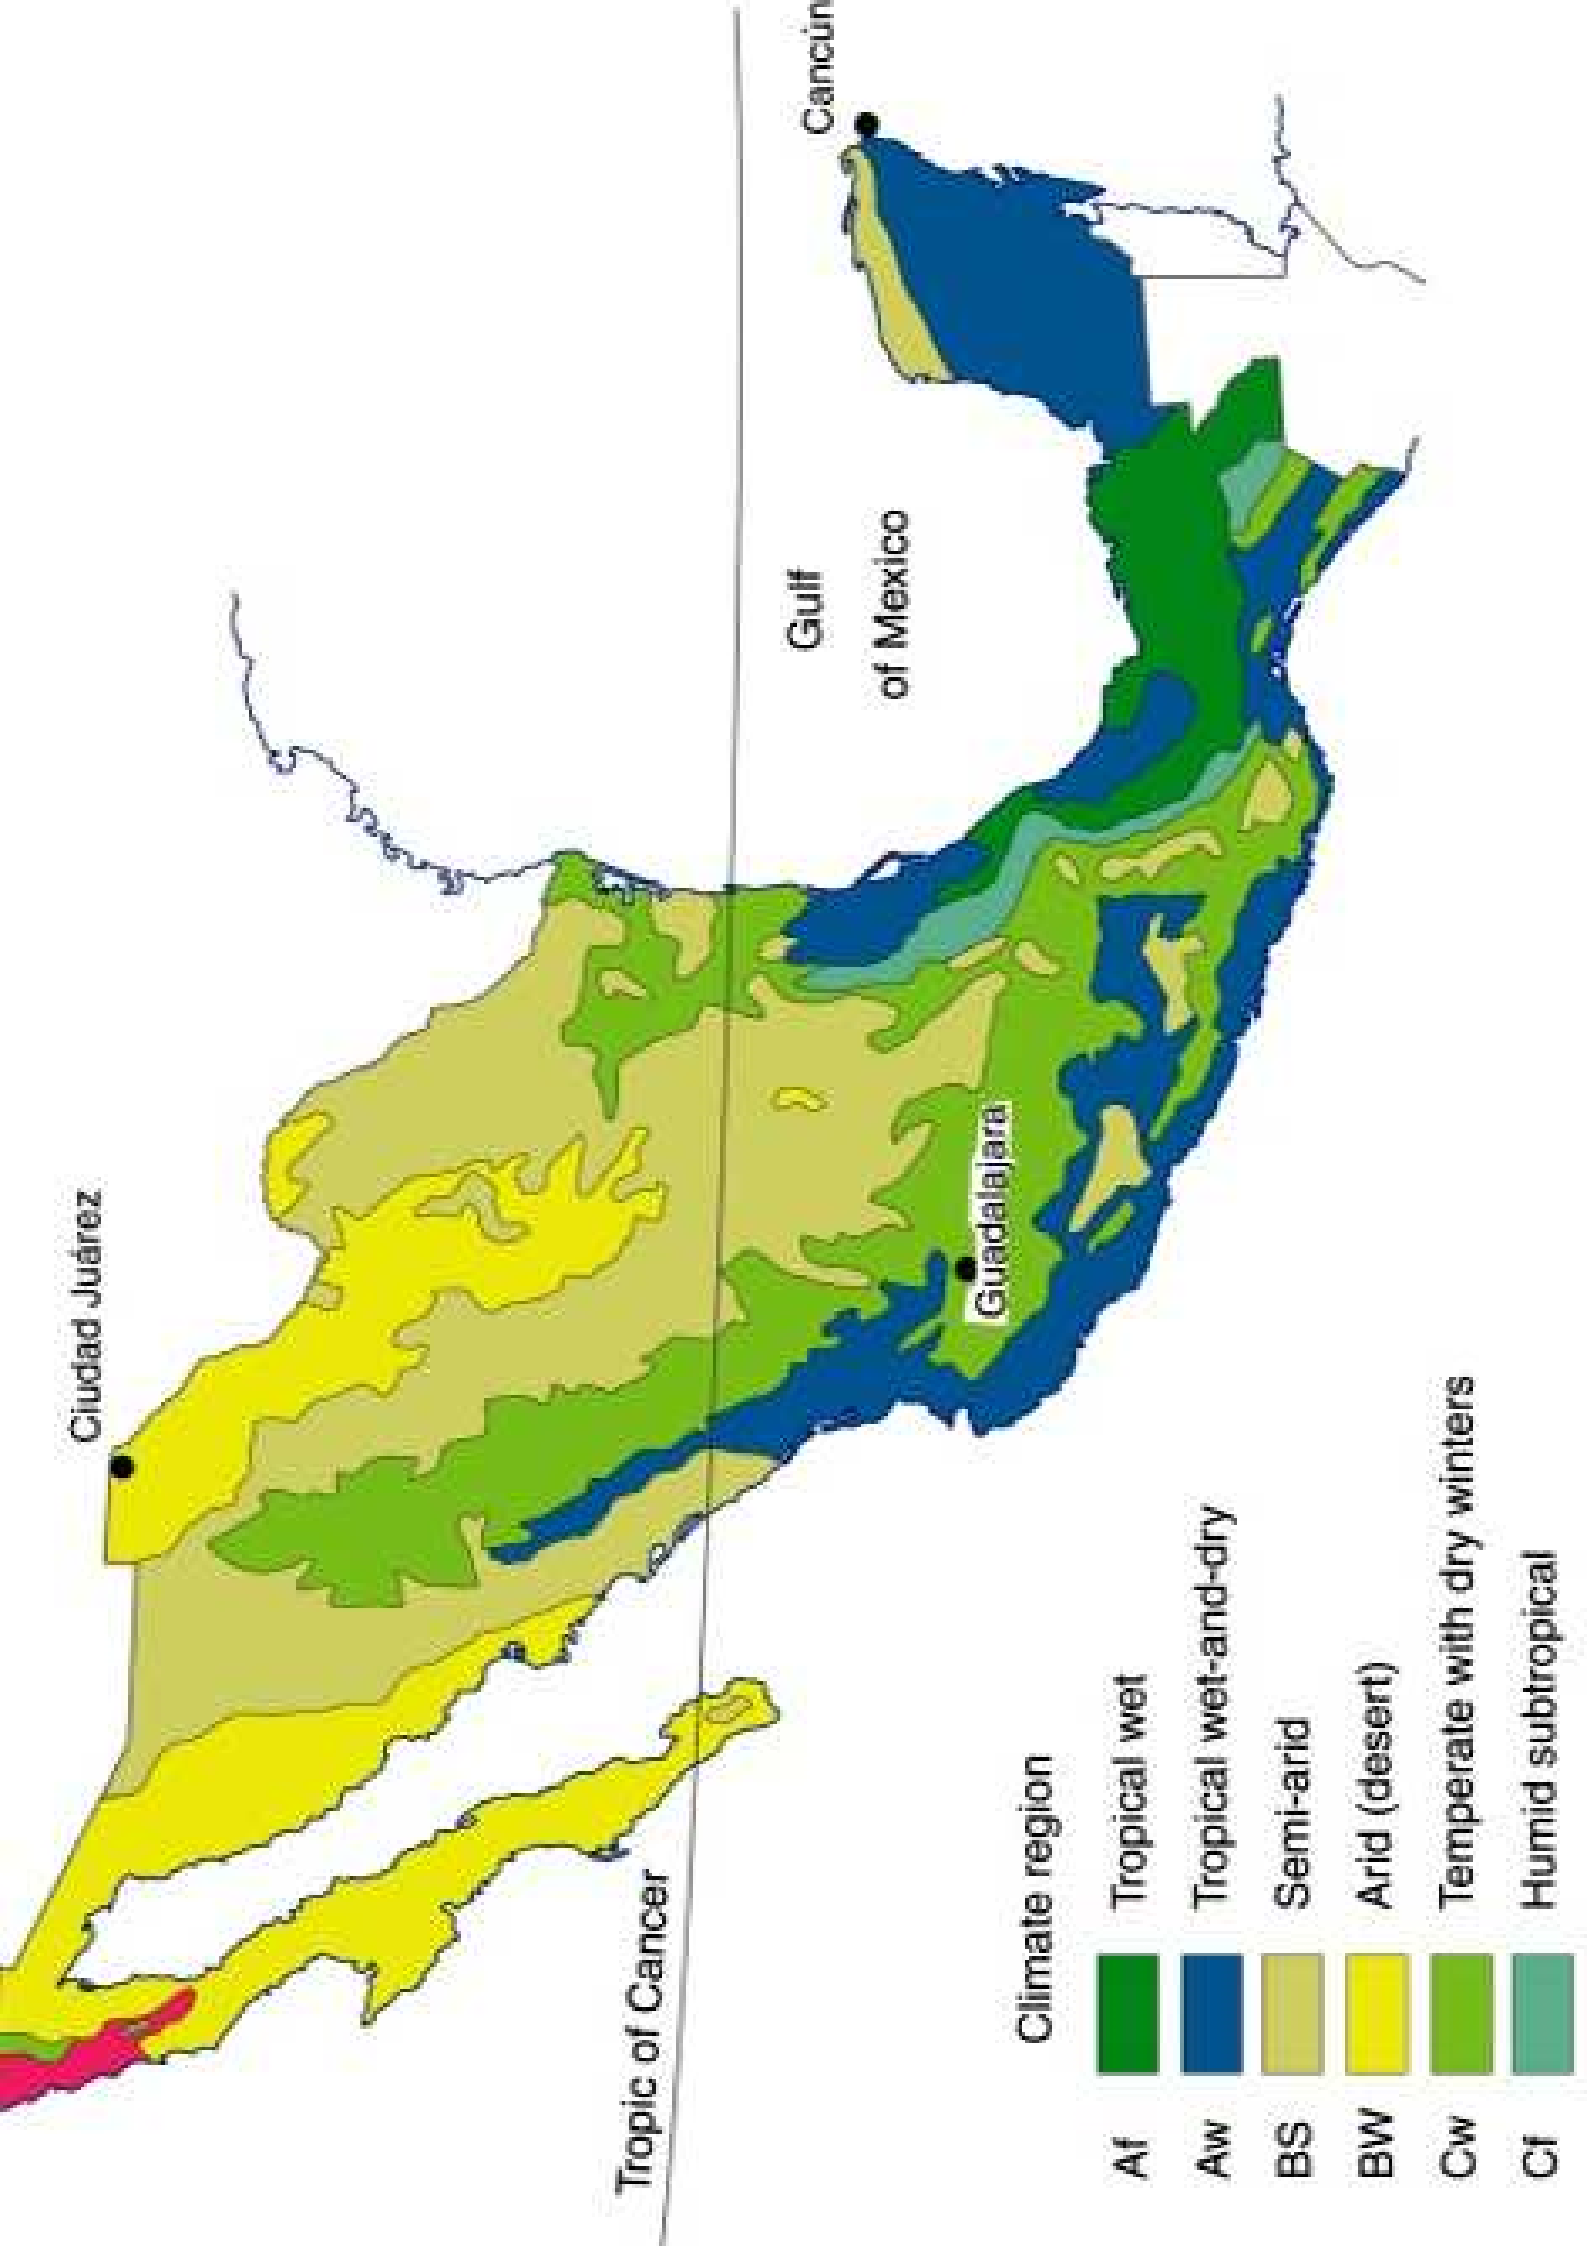 Ciudad Juárez
Cancún
Gulf
of Mexico
Tropic of Cancer
Guadalajara
Climate region
Af Tropical wet
Aw Tropical wet-and-dry
BS Semi-arid
BW Arid (desert)
Cw Temperate with dry winters
Cf Humid subtropical